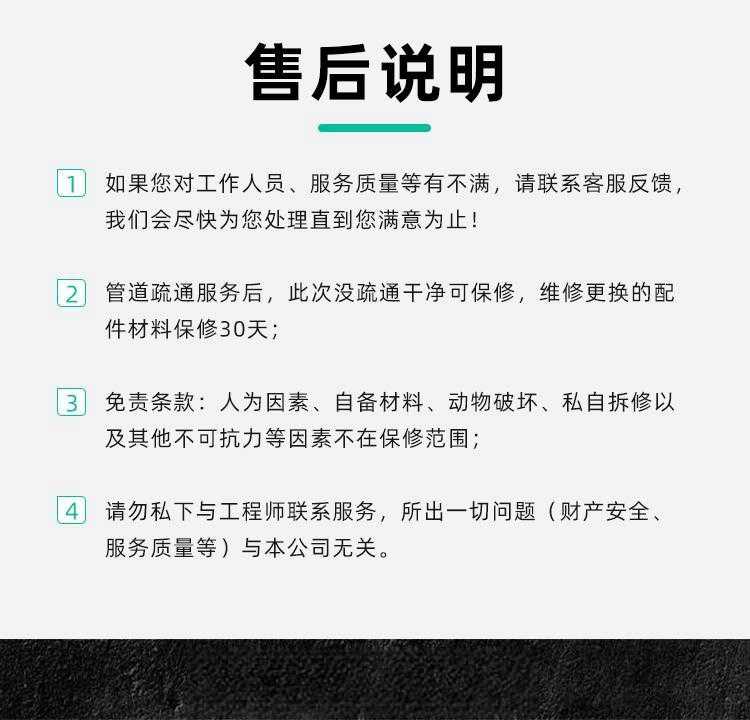 售后说明
1 如果您对工作人员、服务质量等有不满，请联系客服反馈，
我们会尽快为您处理直到您满意为止！
2 管道疏通服务后，此次没疏通干净可保修，维修更换的配
件材料保修30天；
3 免责条款：人为因素、自备材料、动物破坏、私自拆修以
及其他不可抗力等因素不在保修范围；
4 请勿私下与工程师联系服务，所出一切问题（财产安全、
服务质量等）与本公司无关。